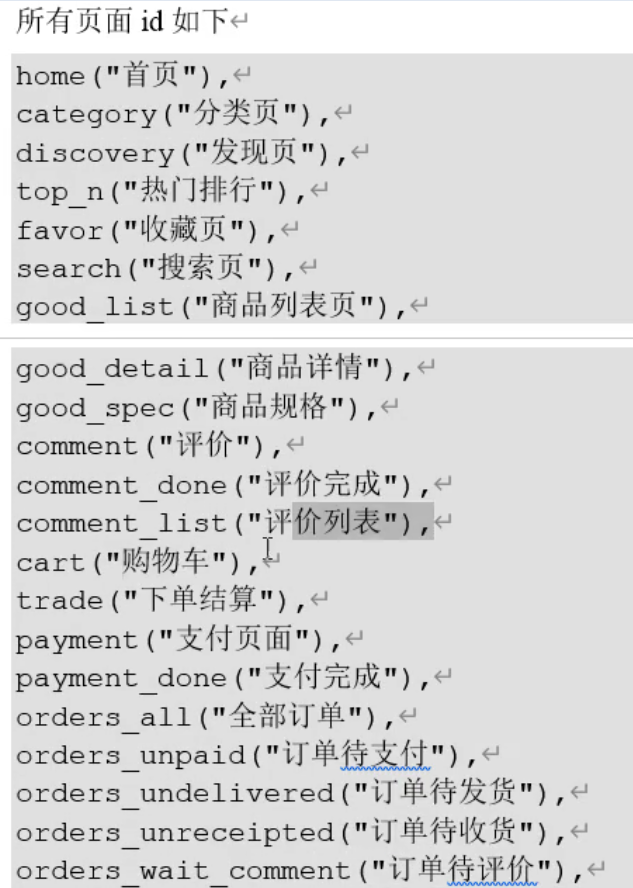 所有页面 id 如下↵
home("首页"),↵
category("分类页"),↵
discovery("发现页"),↵
top_n("热门排行"),↵
favor("收藏页"),↵
search("搜索页"),↵
good_list("商品列表页"),↵
good_detail("商品详情"),↵
good_spec("商品规格"),↵
comment("评价"),↵
comment_done("评价完成"),↵
comment_list("评价列表"),↵
cart("购物车"),↵
trade("下单结算"),↵
payment("支付页面"),↵
payment_done("支付完成"),↵
orders_all("全部订单"),↵
orders_unpaid("订单待支付"),↵
orders_undelivered("订单待发货"),↵
orders_unreceipted("订单待收货"),↵
orders_wait_comment("订单待评价"),↵